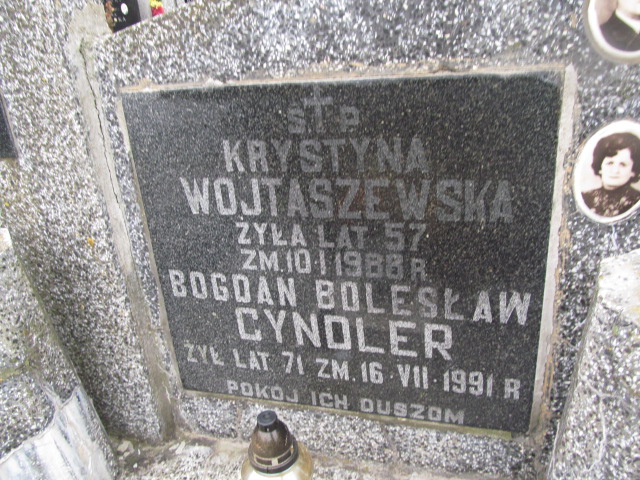 Ś†P.
KRYSTYNA
WOJTASZEWSKA
ŻYŁA LAT 57
ZM.10·I 1988 R
BOGDAN BOLESŁAW
CYNDLER
ŻYŁ LAT 71 ZM.16·VII·1991 R
POKÓJ ICH DUSZOM